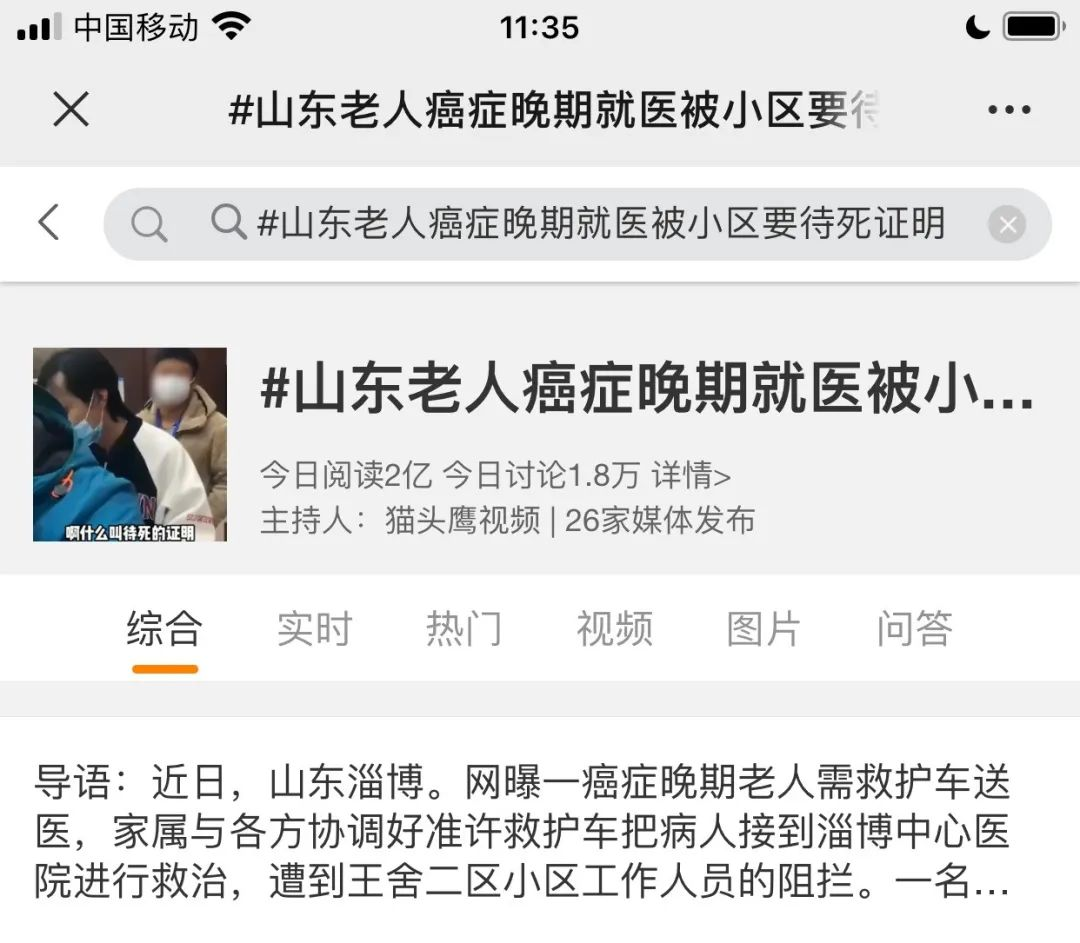 中国移动 11:35
#山东老人癌症晚期就医被小区要待
#山东老人癌症晚期就医被小区要待死证明
#山东老人癌症晚期就医被小...
今日阅读2亿 今日讨论1.8万 详情>
主持人：猫头鹰视频 | 26家媒体发布
啊什么叫待死的证明
综合 实时 热门 视频 图片 问答
导语：近日，山东淄博。网曝一癌症晚期老人需救护车送
医，家属与各方协调好准许救护车把病人接到淄博中心医
院进行救治，遭到王舍二区小区工作人员的阻拦。一名...